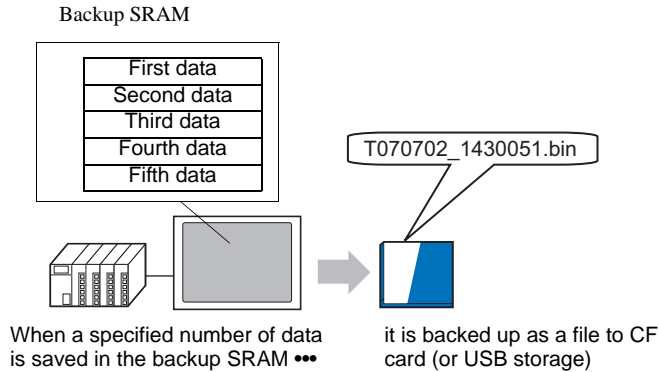 Backup SRAM
First data
Second data
Third data
Fourth data
Fifth data
T070702_1430051.bin
When a specified number of data
is saved in the backup SRAM •••
it is backed up as a file to CF
card (or USB storage)